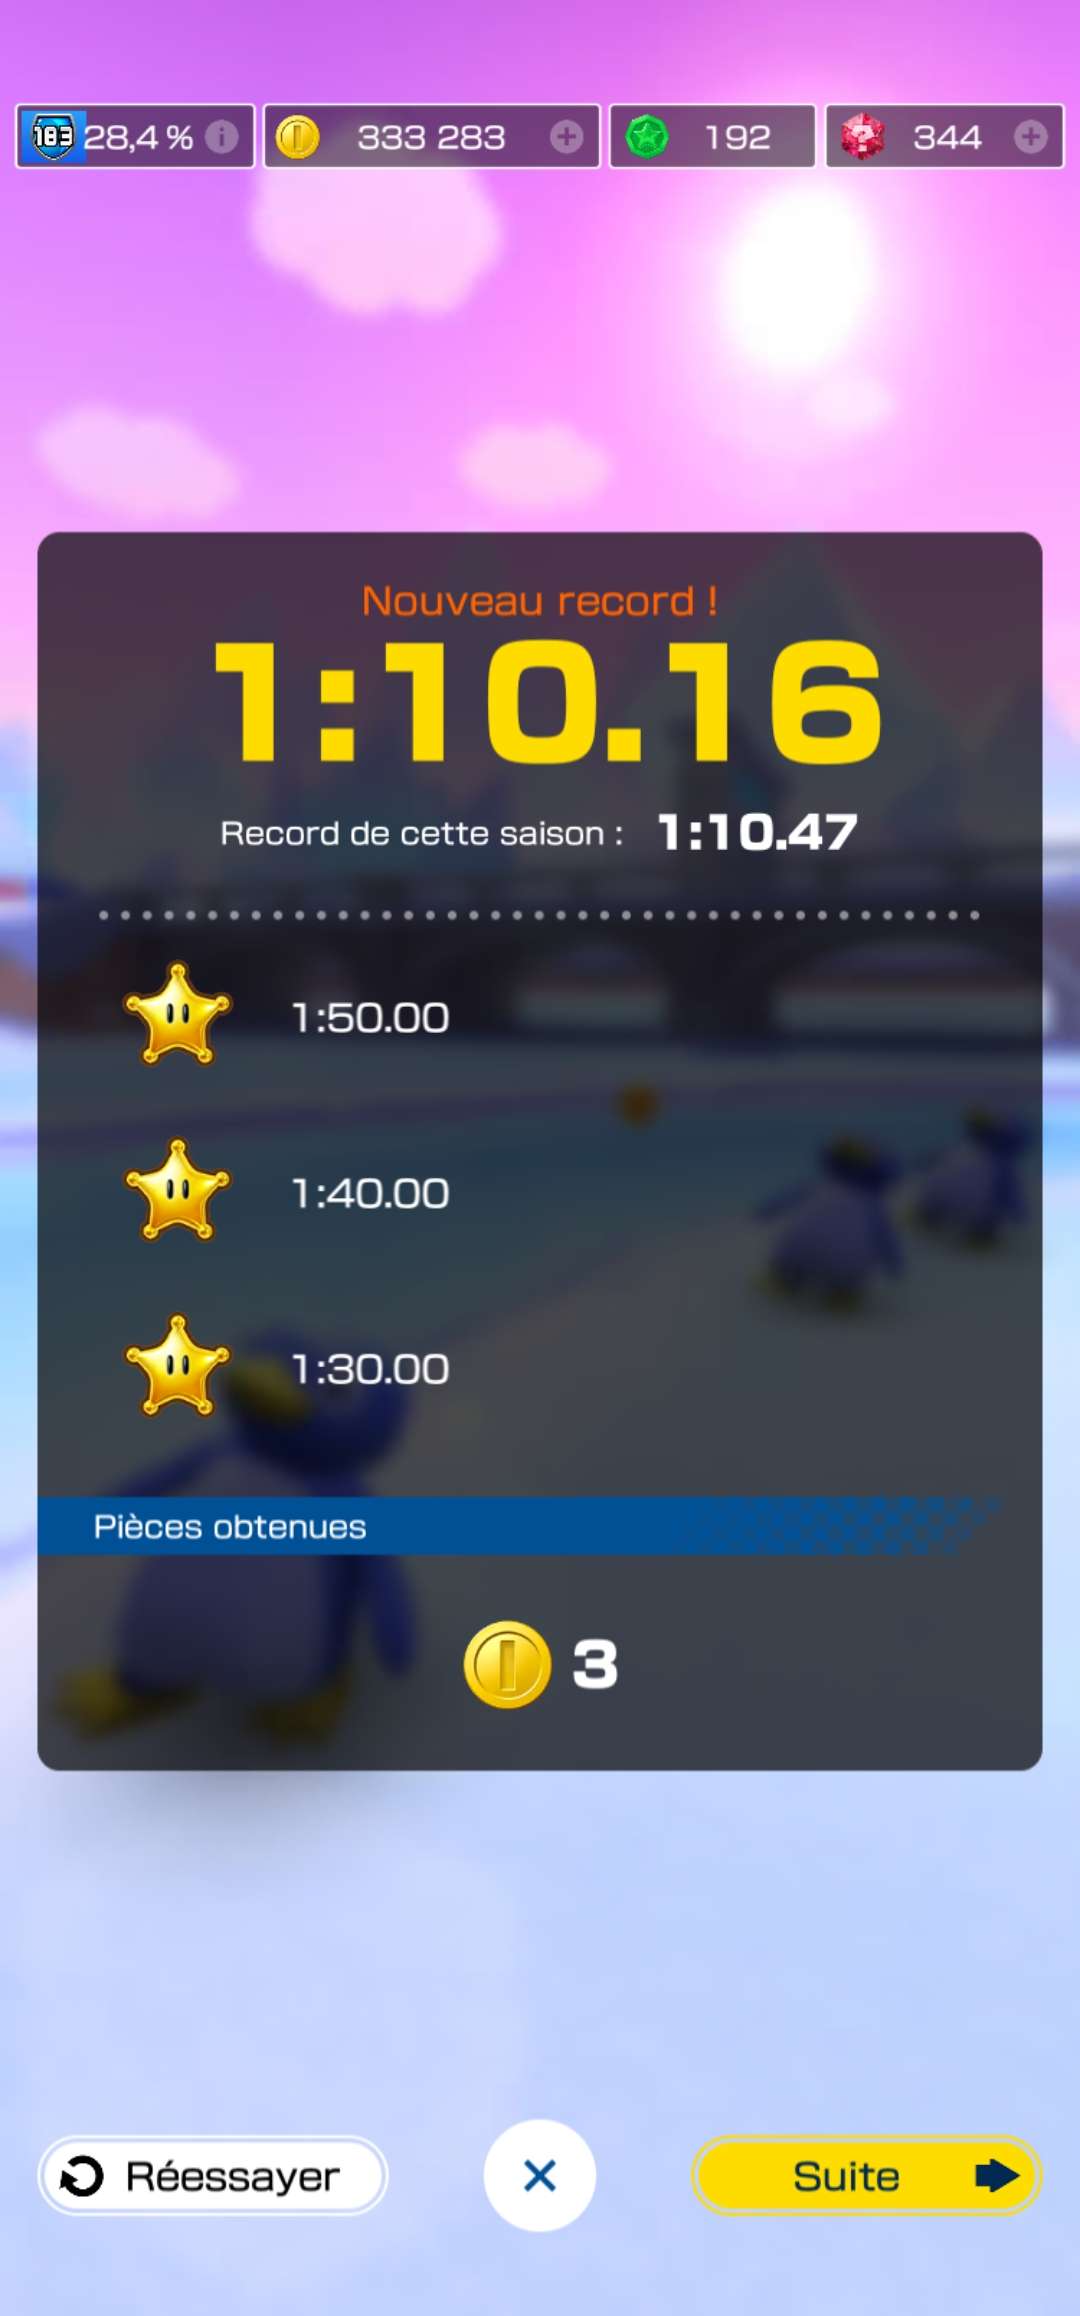 183 28,4 % i 333 283 + 192 344 +
Nouveau record !
1:10.16
Record de cette saison : 1:10.47
1:50.00
1:40.00
1:30.00
Pièces obtenues
3
Réessayer
Suite